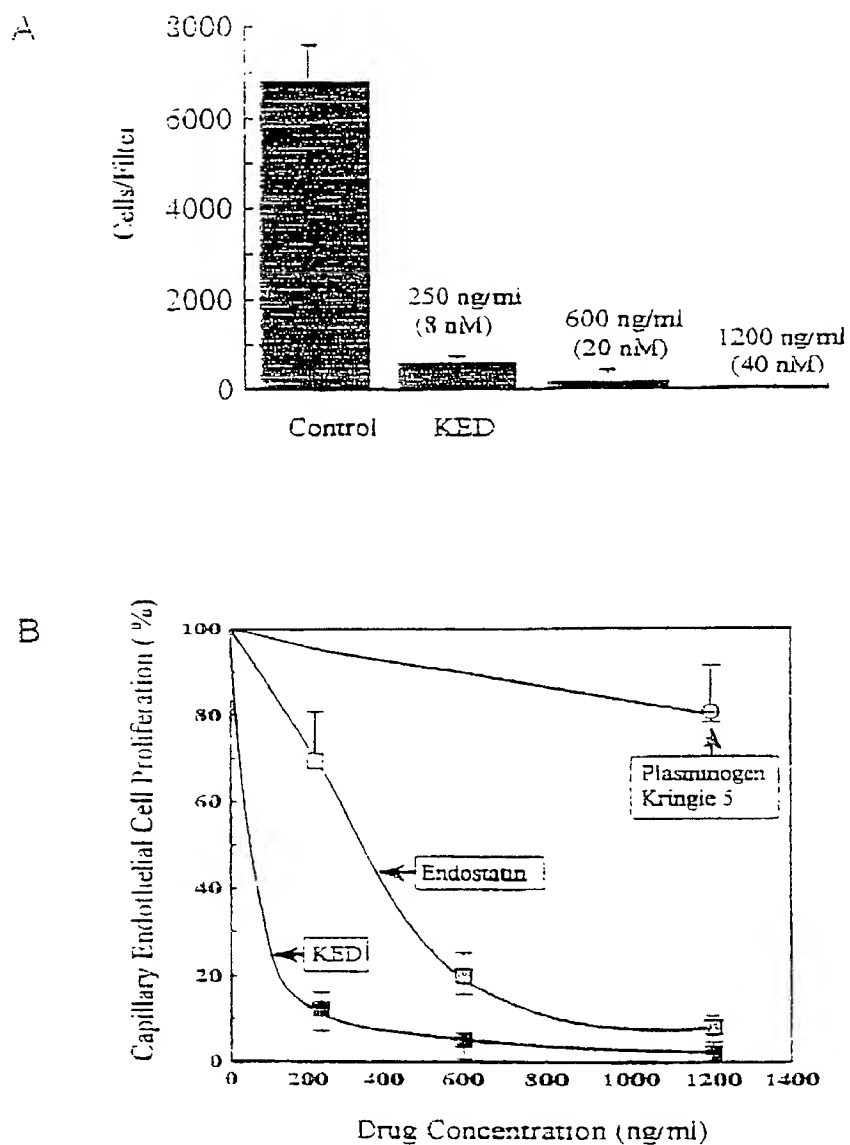 A
8000
6000
4000
2000
0
Cells/Filter
250 ng/ml
(8 nM)
600 ng/ml
(20 nM)
1200 ng/ml
(40 nM)
Control
KED
B
Capillary Endothelial Cell Proliferation (%)
100
80
60
40
20
0
Plasminogen
Kringle 5
Endostatin
KED
0 200 400 600 800 1000 1200 1400
Drug Concentration (ng/ml)